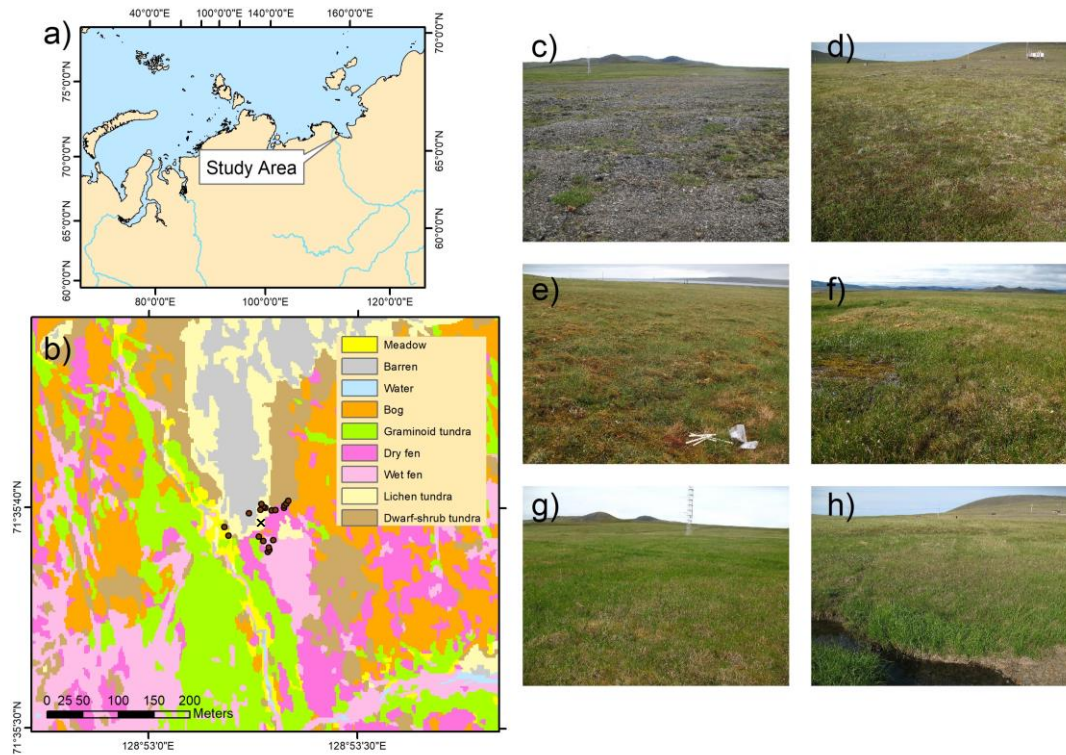 a)
40°0'0"E
100°0'0"E
140°0'0"E
160°0'0"E
75°0'0"N
70°0'0"N
65°0'0"N
60°0'0"N
70°0'0"N
65°0'0"N
60°0'0"N
Study Area
80°0'0"E
100°0'0"E
120°0'0"E
b)
Meadow
Barren
Water
Bog
Graminoid tundra
Dry fen
Wet fen
Lichen tundra
Dwarf-shrub tundra
71°35'40"N
71°35'30"N
0 25 50 100 150 200
Meters
128°53'0"E
128°53'30"E
c)
d)
e)
f)
g)
h)